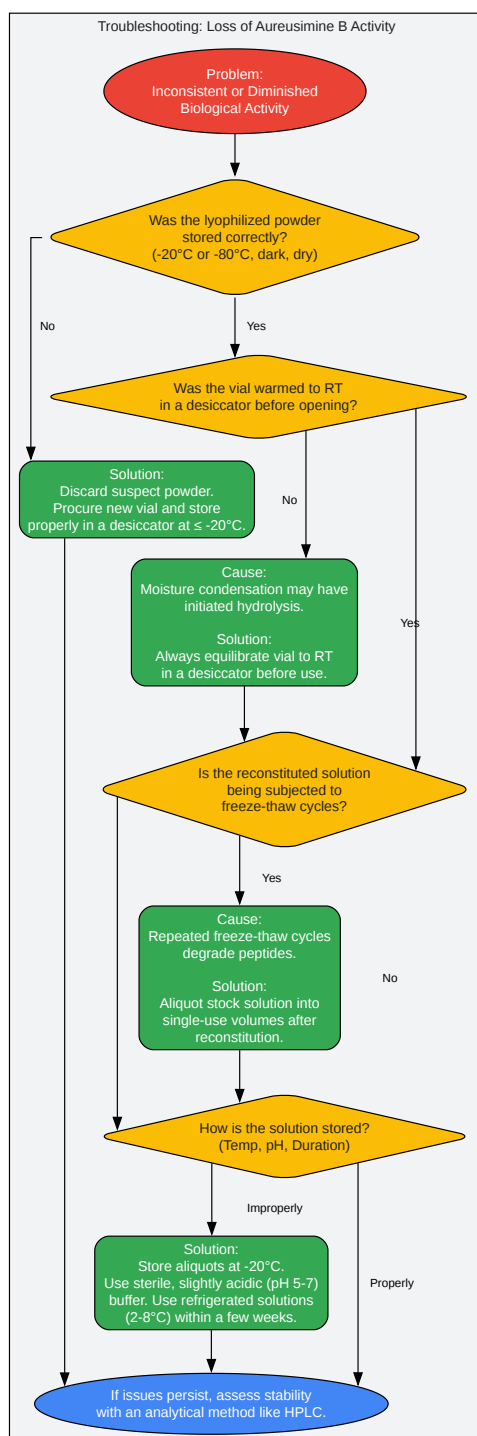 Troubleshooting: Loss of Aureusimine B Activity
Problem:
Inconsistent or Diminished
Biological Activity
Was the lyophilized powder
stored correctly?
(-20°C or -80°C, dark, dry)
No
Yes
Was the vial warmed to RT
in a desiccator before opening?
Solution:
Discard suspect powder.
Procure new vial and store
properly in a desiccator at ≤ -20°C.
No
Cause:
Moisture condensation may have
initiated hydrolysis.
Solution:
Always equilibrate vial to RT
in a desiccator before use.
Yes
Is the reconstituted solution
being subjected to
freeze-thaw cycles?
Yes
Cause:
Repeated freeze-thaw cycles
degrade peptides.
Solution:
Aliquot stock solution into
single-use volumes after
reconstitution.
No
How is the solution stored?
(Temp, pH, Duration)
Improperly
Solution:
Store aliquots at -20°C.
Use sterile, slightly acidic (pH 5-7)
buffer. Use refrigerated solutions
(2-8°C) within a few weeks.
Properly
If issues persist, assess stability
with an analytical method like HPLC.